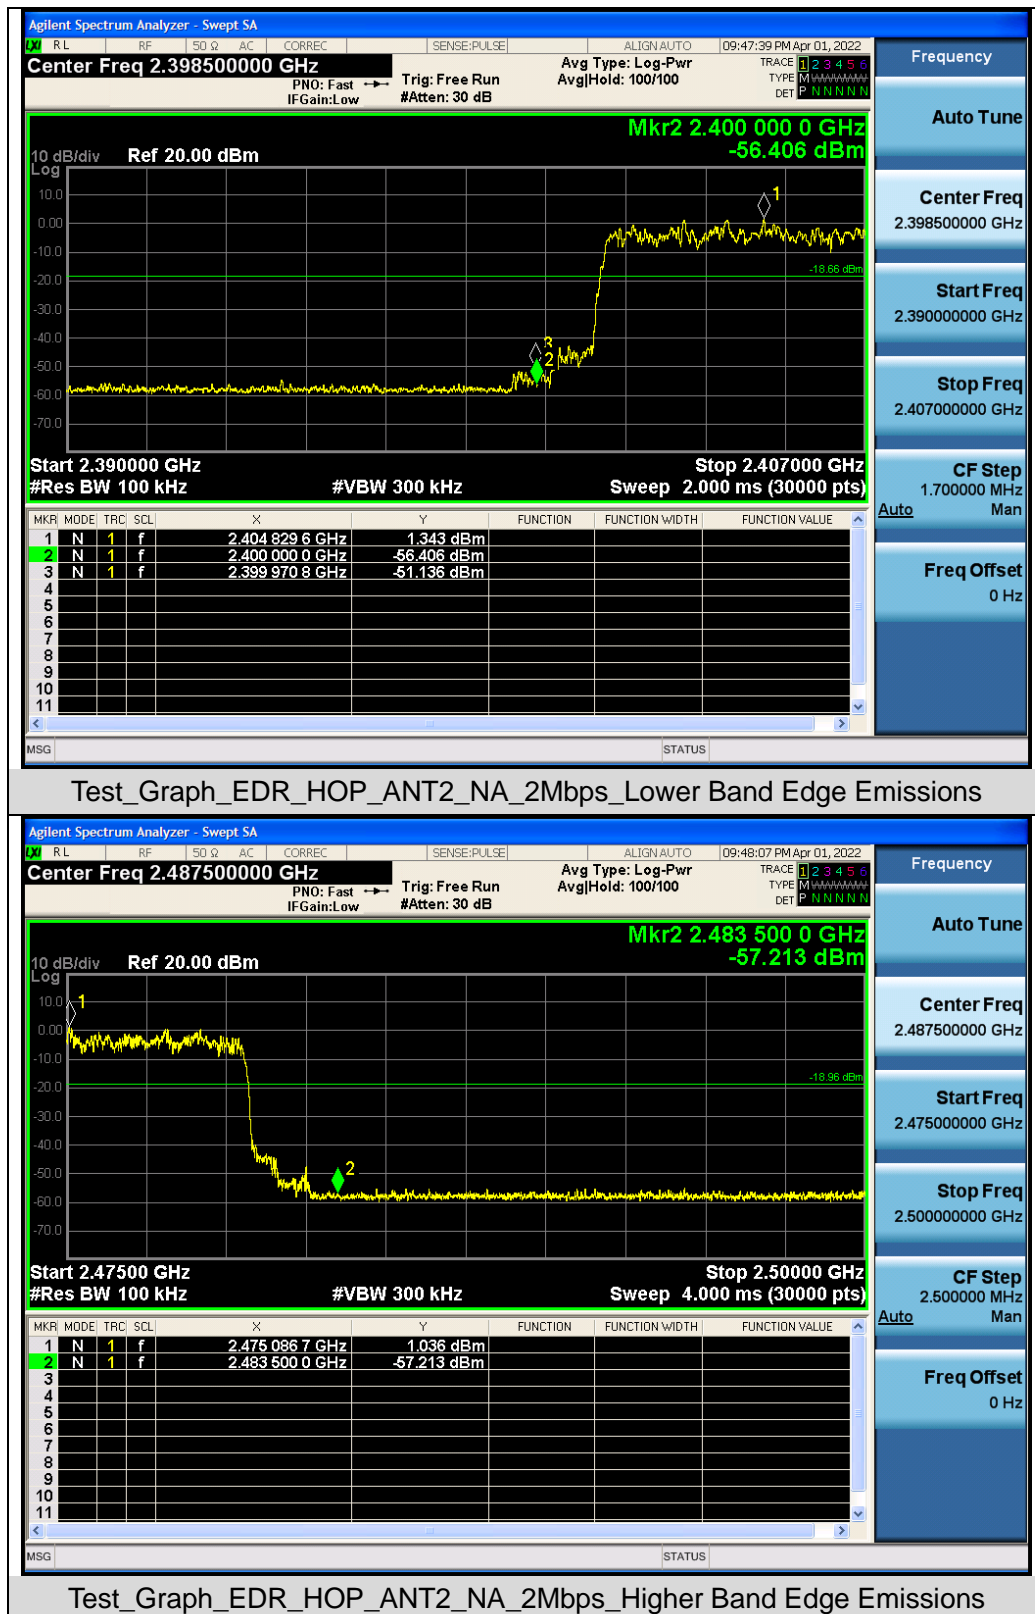 Agilent Spectrum Analyzer - Swept SA
LXI RL RF 50 Ω AC CORREC SENSE:PULSE ALIGN AUTO 09:47:39 PM Apr 01, 2022
Center Freq 2.398500000 GHz
PNO: Fast
IFGain:Low
Trig: Free Run
#Atten: 30 dB
Avg Type: Log-Pwr
Avg|Hold: 100/100
TRACE 1 2 3 4 5 6
TYPE M
DET P N N N N N
Mkr2 2.400 000 0 GHz
-56.406 dBm
10 dB/div Ref 20.00 dBm
Log
10.0
0.00
-10.0
-20.0
-30.0
-40.0
-50.0
-60.0
-70.0
1
-18.66 dBm
3
2
Start 2.390000 GHz Stop 2.407000 GHz
#Res BW 100 kHz #VBW 300 kHz Sweep 2.000 ms (30000 pts)
MKR MODE TRC SCL X Y FUNCTION FUNCTION WIDTH FUNCTION VALUE
1 N 1 f 2.404 829 6 GHz 1.343 dBm
2 N 1 f 2.400 000 0 GHz -56.406 dBm
3 N 1 f 2.399 970 8 GHz -51.136 dBm
4
5
6
7
8
9
10
11
MSG STATUS
Frequency
Auto Tune
Center Freq
2.398500000 GHz
Start Freq
2.390000000 GHz
Stop Freq
2.407000000 GHz
CF Step
1.700000 MHz
Auto Man
Freq Offset
0 Hz
Test_Graph_EDR_HOP_ANT2_NA_2Mbps_Lower Band Edge Emissions
Agilent Spectrum Analyzer - Swept SA
LXI RL RF 50 Ω AC CORREC SENSE:PULSE ALIGN AUTO 09:48:07 PM Apr 01, 2022
Center Freq 2.487500000 GHz
PNO: Fast
IFGain:Low
Trig: Free Run
#Atten: 30 dB
Avg Type: Log-Pwr
Avg|Hold: 100/100
TRACE 1 2 3 4 5 6
TYPE M
DET P N N N N N
Mkr2 2.483 500 0 GHz
-57.213 dBm
10 dB/div Ref 20.00 dBm
Log
10.0
0.00
-10.0
-20.0
-30.0
-40.0
-50.0
-60.0
-70.0
1
-18.96 dBm
2
Start 2.47500 GHz Stop 2.50000 GHz
#Res BW 100 kHz #VBW 300 kHz Sweep 4.000 ms (30000 pts)
MKR MODE TRC SCL X Y FUNCTION FUNCTION WIDTH FUNCTION VALUE
1 N 1 f 2.475 086 7 GHz 1.036 dBm
2 N 1 f 2.483 500 0 GHz -57.213 dBm
3
4
5
6
7
8
9
10
11
MSG STATUS
Frequency
Auto Tune
Center Freq
2.487500000 GHz
Start Freq
2.475000000 GHz
Stop Freq
2.500000000 GHz
CF Step
2.500000 MHz
Auto Man
Freq Offset
0 Hz
Test_Graph_EDR_HOP_ANT2_NA_2Mbps_Higher Band Edge Emissions